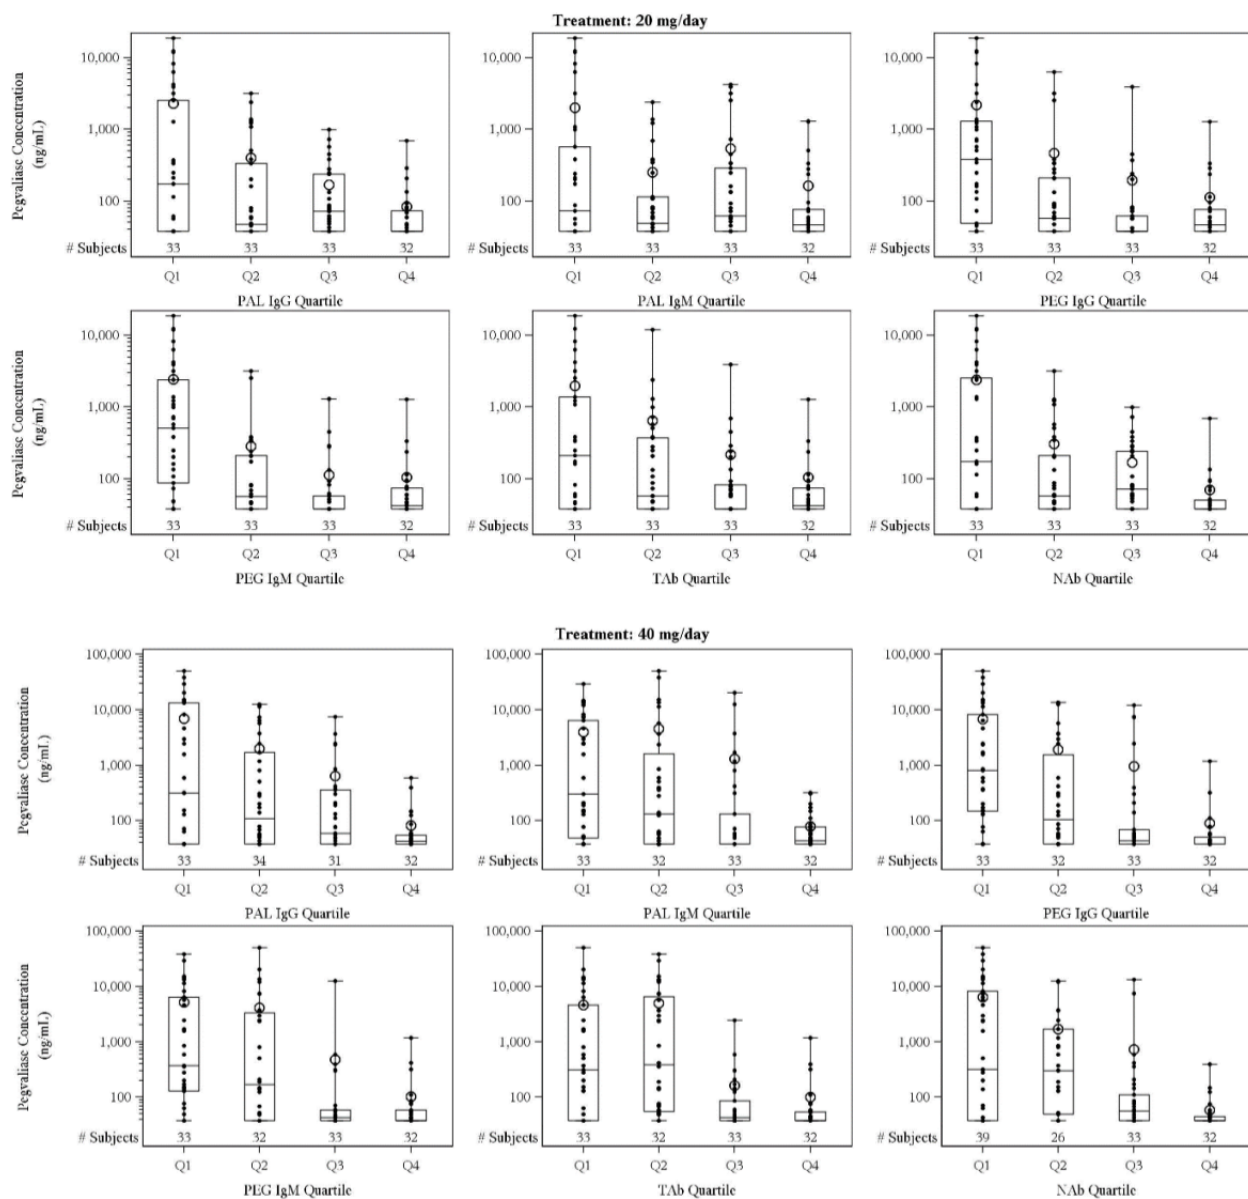 Treatment: 20 mg/day
Pegvaliase Concentration
(ng/mL)
10,000
1,000
100
# Subjects 33 33 33 32
Q1 Q2 Q3 Q4
PAL IgG Quartile
10,000
1,000
100
# Subjects 33 33 33 32
Q1 Q2 Q3 Q4
PAL IgM Quartile
10,000
1,000
100
# Subjects 33 33 33 32
Q1 Q2 Q3 Q4
PEG IgG Quartile
Pegvaliase Concentration
(ng/mL)
10,000
1,000
100
# Subjects 33 33 33 32
Q1 Q2 Q3 Q4
PEG IgM Quartile
10,000
1,000
100
# Subjects 33 33 33 32
Q1 Q2 Q3 Q4
TAb Quartile
10,000
1,000
100
# Subjects 33 33 33 32
Q1 Q2 Q3 Q4
NAb Quartile
Treatment: 40 mg/day
Pegvaliase Concentration
(ng/mL)
100,000
10,000
1,000
100
# Subjects 33 34 31 32
Q1 Q2 Q3 Q4
PAL IgG Quartile
100,000
10,000
1,000
100
# Subjects 33 32 33 32
Q1 Q2 Q3 Q4
PAL IgM Quartile
100,000
10,000
1,000
100
# Subjects 33 32 33 32
Q1 Q2 Q3 Q4
PEG IgG Quartile
Pegvaliase Concentration
(ng/mL)
100,000
10,000
1,000
100
# Subjects 33 32 33 32
Q1 Q2 Q3 Q4
PEG IgM Quartile
100,000
10,000
1,000
100
# Subjects 33 32 33 32
Q1 Q2 Q3 Q4
TAb Quartile
100,000
10,000
1,000
100
# Subjects 39 26 33 32
Q1 Q2 Q3 Q4
NAb Quartile